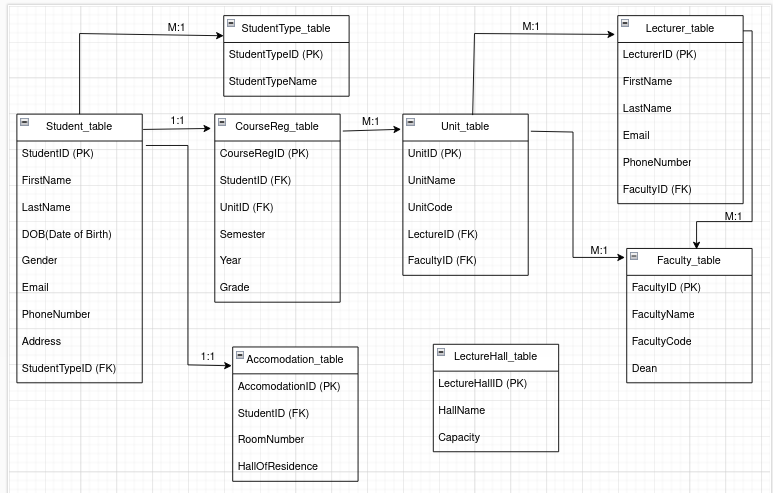 StudentType_table
StudentTypeID (PK)
StudentTypeName
M:1
Student_table
StudentID (PK)
FirstName
LastName
DOB(Date of Birth)
Gender
Email
PhoneNumber
Address
StudentTypeID (FK)
1:1
CourseReg_table
CourseRegID (PK)
StudentID (FK)
UnitID (FK)
Semester
Year
Grade
M:1
Unit_table
UnitID (PK)
UnitName
UnitCode
LectureID (FK)
FacultyID (FK)
M:1
Lecturer_table
LecturerID (PK)
FirstName
LastName
Email
PhoneNumber
FacultyID (FK)
M:1
M:1
Faculty_table
FacultyID (PK)
FacultyName
FacultyCode
Dean
1:1
Accomodation_table
AccomodationID (PK)
StudentID (FK)
RoomNumber
HallOfResidence
LectureHall_table
LectureHallID (PK)
HallName
Capacity